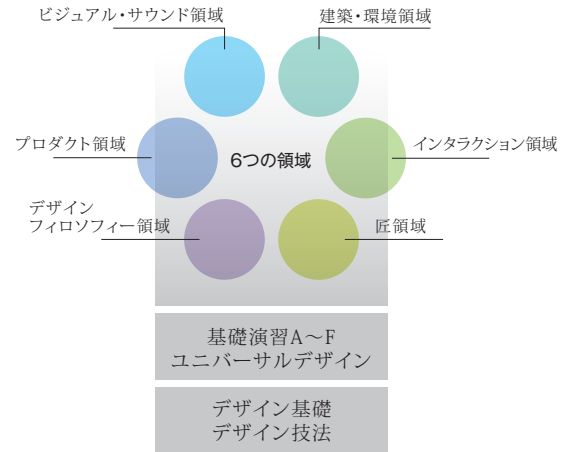 ビジュアル・サウンド領域
建築・環境領域
プロダクト領域
6つの領域
インタラクション領域
デザイン
フィロソフィー領域
匠領域
基礎演習A〜F
ユニバーサルデザイン
デザイン基礎
デザイン技法